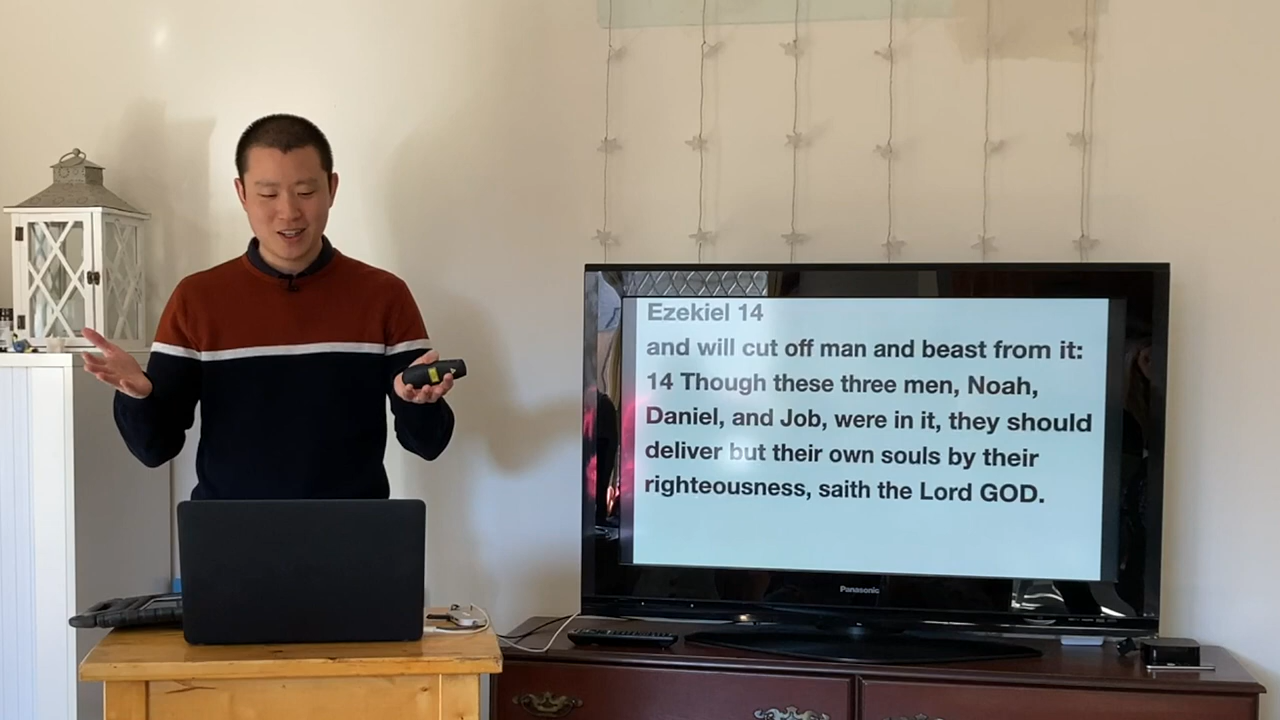 Ezekiel 14
and will cut off man and beast from it:
14 Though these three men, Noah,
Daniel, and Job, were in it, they should
deliver but their own souls by their
righteousness, saith the Lord GOD.
Panasonic